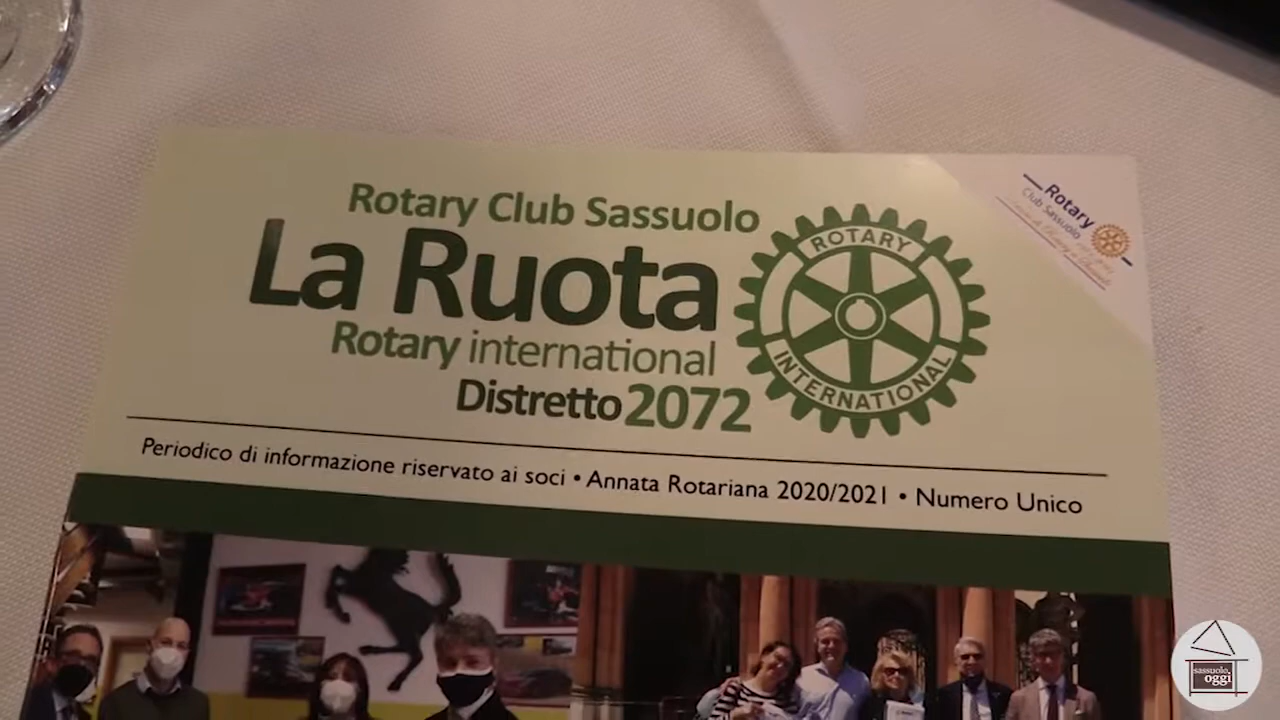 Rotary Club Sassuolo
La Ruota
Rotary international
Distretto 2072
ROTARY
INTERNATIONAL
Rotary
Club Sassuolo
Periodico di informazione riservato ai soci • Annata Rotariana 2020/2021 • Numero Unico
sassuolo
oggi